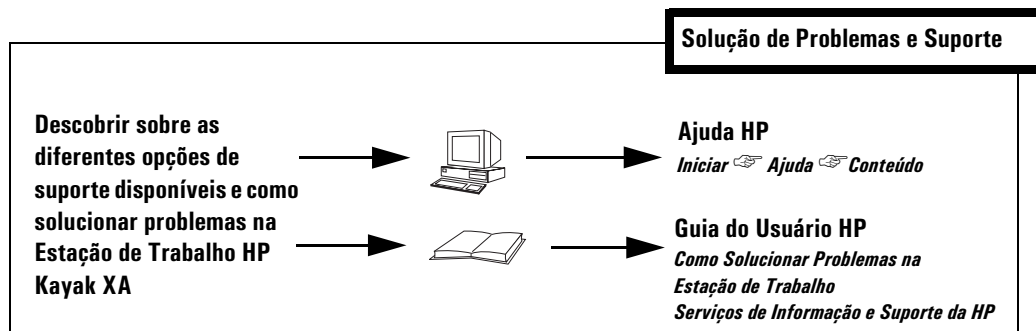 Solução de Problemas e Suporte
Descobrir sobre as
diferentes opções de
suporte disponíveis e como
solucionar problemas na
Estação de Trabalho HP
Kayak XA
Ajuda HP
Iniciar ☞ Ajuda ☞ Conteúdo
Guia do Usuário HP
Como Solucionar Problemas na
Estação de Trabalho
Serviços de Informação e Suporte da HP